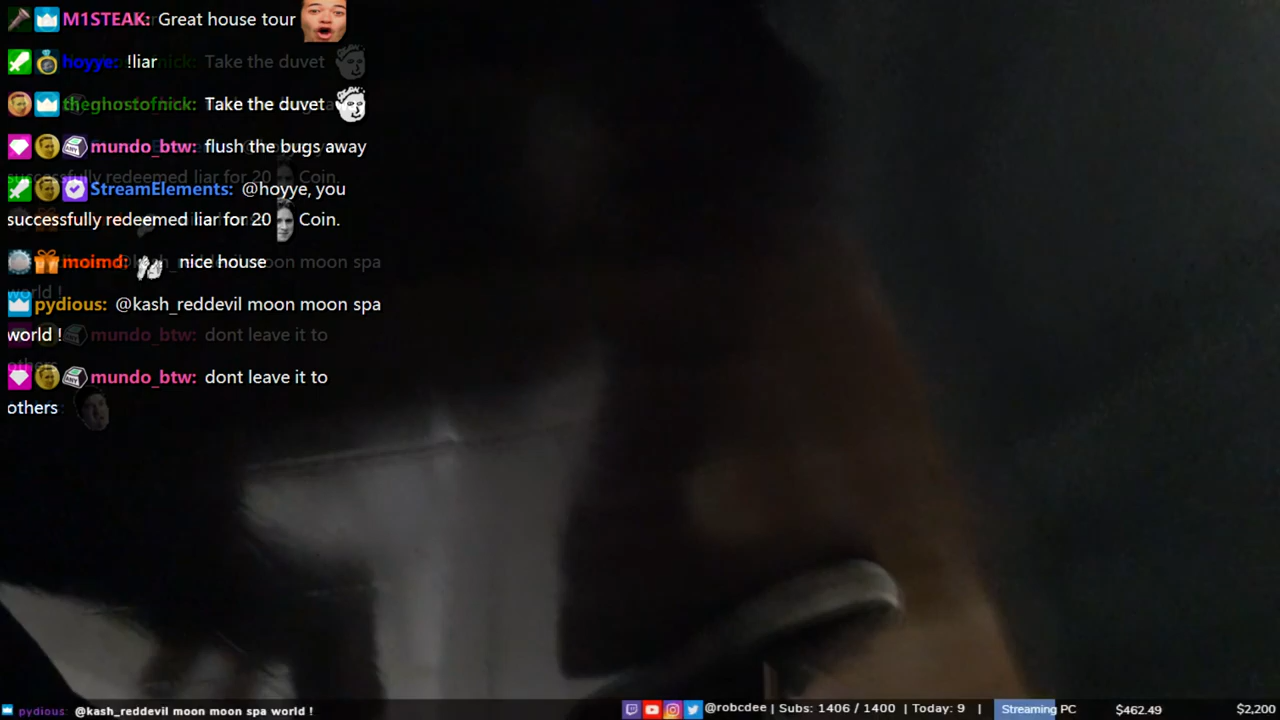 M1STEAK: Great house tour
hoyye: !liar
theghostofnick: Take the duvet
mundo_btw: flush the bugs away
StreamElements: @hoyye, you
successfully redeemed liar for 20 Coin.
moimd: nice house
pydious: @kash_reddevil moon moon spa
world !
mundo_btw: dont leave it to
others
pydious: @kash_reddevil moon moon spa world !
@robcdee | Subs: 1406 / 1400 | Today: 9 |
Streaming PC
$462.49
$2,200